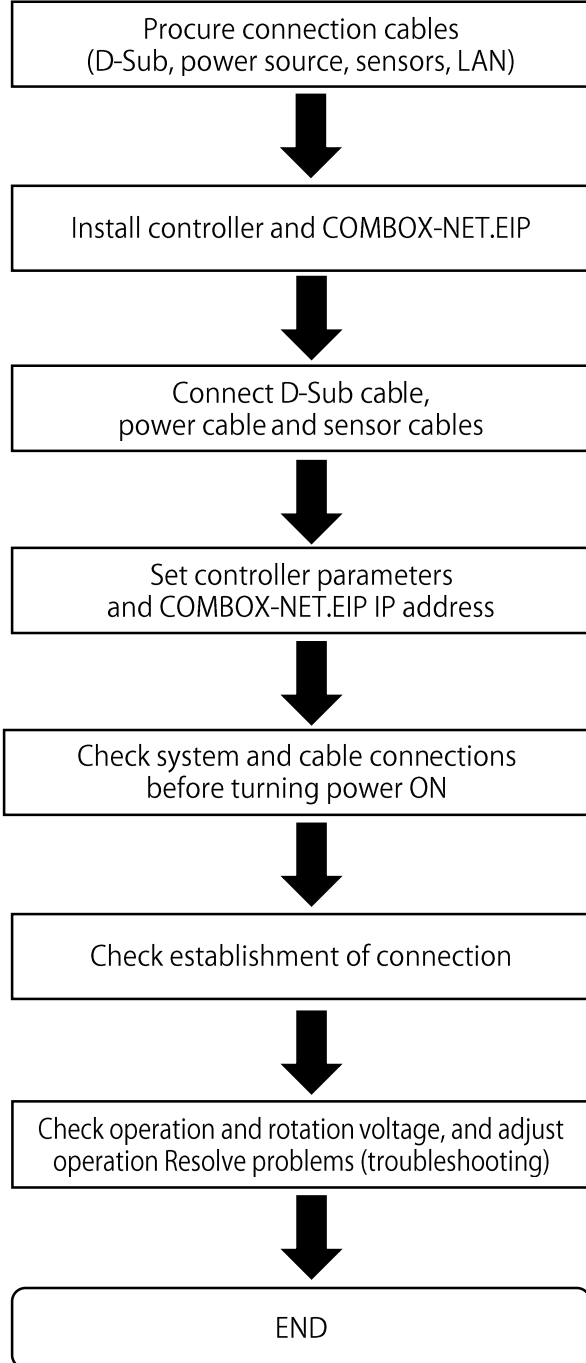 Procure connection cables
(D-Sub, power source, sensors, LAN)
Install controller and COMBOX-NET.EIP
Connect D-Sub cable,
power cable and sensor cables
Set controller parameters
and COMBOX-NET.EIP IP address
Check system and cable connections
before turning power ON
Check establishment of connection
Check operation and rotation voltage, and adjust
operation Resolve problems (troubleshooting)
END